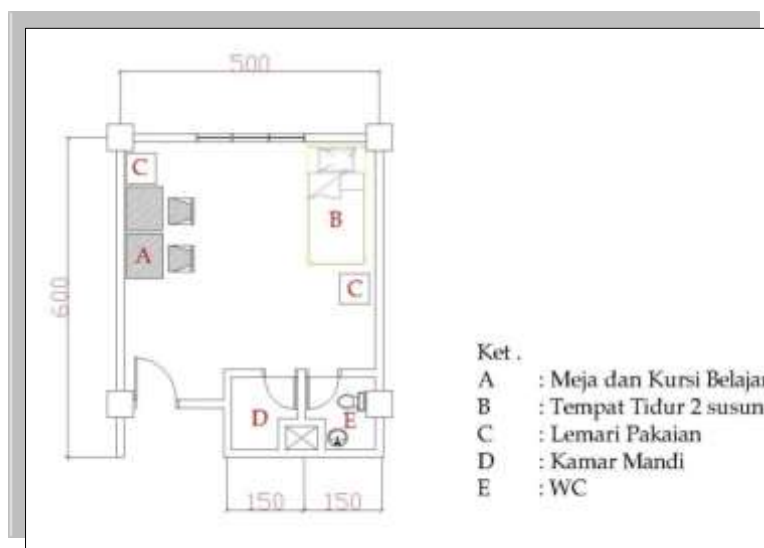 500
C
B
A
C
600
D
E
150 150
Ket .
A : Meja dan Kursi Belajar
B : Tempat Tidur 2 susun
C : Lemari Pakaian
D : Kamar Mandi
E : WC